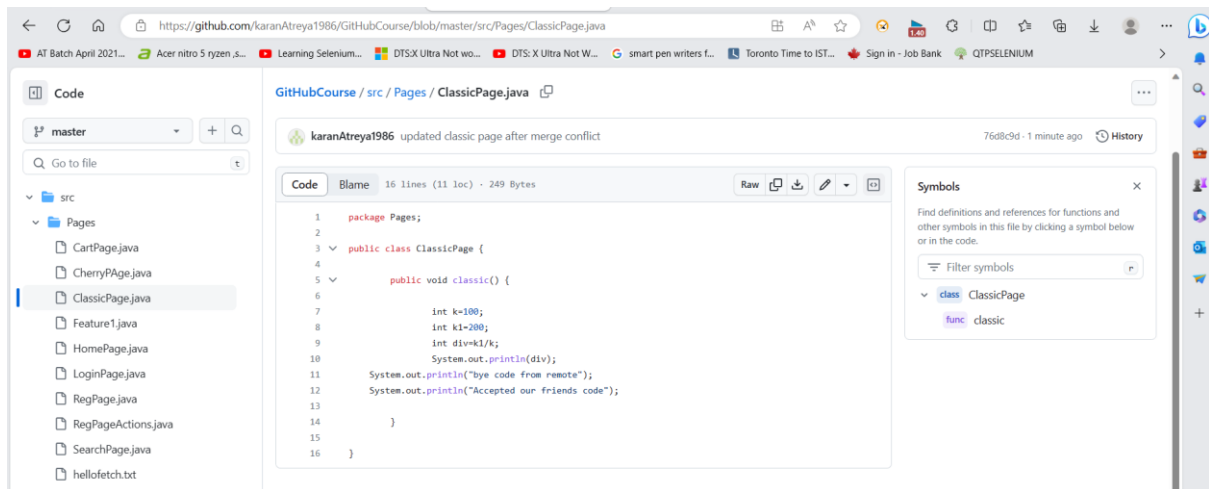 https://github.com/karanAtreya1986/GitHubCourse/blob/master/src/Pages/ClassicPage.java
1.40
AT Batch April 2021... Acer nitro 5 ryzen ,s... Learning Selenium... DTS:X Ultra Not wo... DTS: X Ultra Not W... smart pen writers f... Toronto Time to IST... Sign in - Job Bank QTPSELENIUM
Code
GitHubCourse / src / Pages / ClassicPage.java
master
karanAtreya1986 updated classic page after merge conflict
76d8c9d · 1 minute ago History
Go to file t
Code Blame 16 lines (11 loc) · 249 Bytes
Raw
src
Pages
CartPage.java
CherryPAge.java
ClassicPage.java
Feature1.java
HomePage.java
LoginPage.java
RegPage.java
RegPageActions.java
SearchPage.java
hellofetch.txt
1 package Pages;
2
3 public class ClassicPage {
4
5 public void classic() {
6
7 int k=100;
8 int k1=200;
9 int div=k1/k;
10 System.out.println(div);
11 System.out.println("bye code from remote");
12 System.out.println("Accepted our friends code");
13
14 }
15
16 }
Symbols
Find definitions and references for functions and
other symbols in this file by clicking a symbol below
or in the code.
Filter symbols r
class ClassicPage
func classic